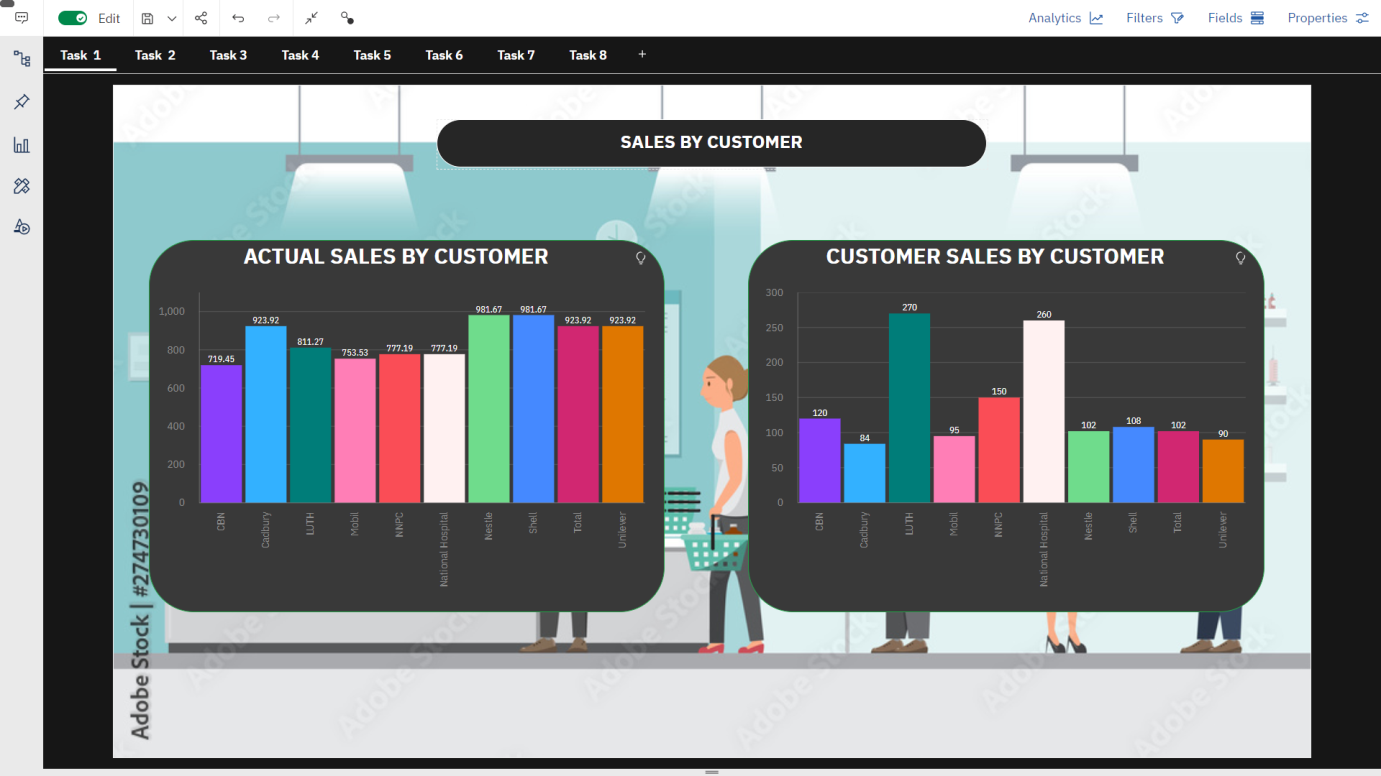 Edit
Analytics
Filters
Fields
Properties
Task 1
Task 2
Task 3
Task 4
Task 5
Task 6
Task 7
Task 8
+
SALES BY CUSTOMER
ACTUAL SALES BY CUSTOMER
1,000
800
600
400
200
0
719.45
923.92
811.27
753.53
777.19
777.19
981.67
981.67
923.92
923.92
CBN
Cadbury
LUTH
Mobil
NNPC
National Hospital
Nestle
Shell
Total
Unilever
CUSTOMER SALES BY CUSTOMER
300
250
200
150
100
50
0
120
84
270
95
150
260
102
108
102
90
CBN
Cadbury
LUTH
Mobil
NNPC
National Hospital
Nestle
Shell
Total
Unilever
Adobe Stock | #274730109